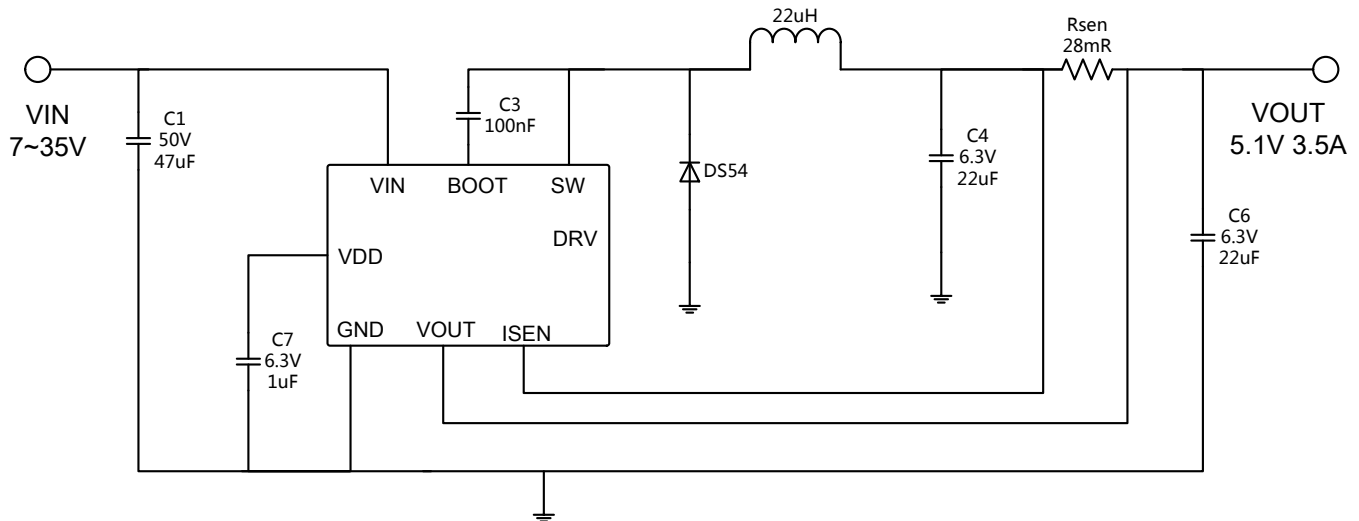 22uH
Rsen
28mR
VIN
7~35V
C1
50V
47uF
C3
100nF
DS54
C4
6.3V
22uF
VOUT
5.1V 3.5A
VIN
BOOT
SW
DRV
VDD
GND
VOUT
ISEN
C6
6.3V
22uF
C7
6.3V
1uF